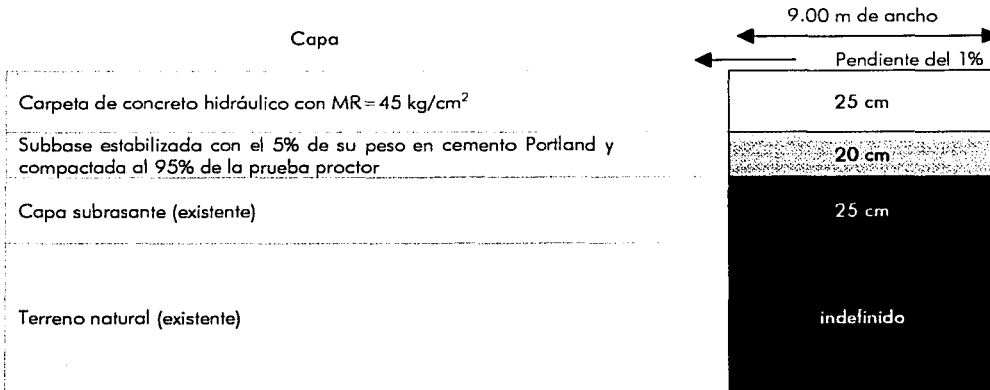 9.00 m de ancho
Capa
Pendiente del 1%
Carpeta de concreto hidráulico con MR=45 kg/cm²
25 cm
Subbase estabilizada con el 5% de su peso en cemento Portland y
compactada al 95% de la prueba proctor
20 cm
Capa subrasante (existente)
25 cm
Terreno natural (existente)
indefinido